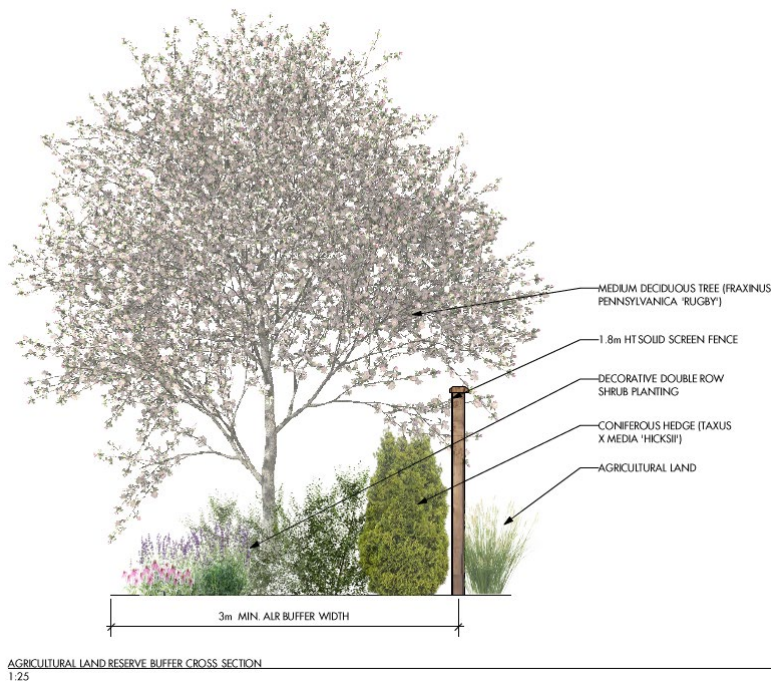 MEDIUM DECIDUOUS TREE (FRAXINUS
PENNSYLVANICA 'RUGBY')
1.8m HT SOLID SCREEN FENCE
DECORATIVE DOUBLE ROW
SHRUB PLANTING
CONIFEROUS HEDGE (TAXUS
X MEDIA 'HICKSII')
AGRICULTURAL LAND
3m MIN. ALR BUFFER WIDTH
AGRICULTURAL LAND RESERVE BUFFER CROSS SECTION
1:25